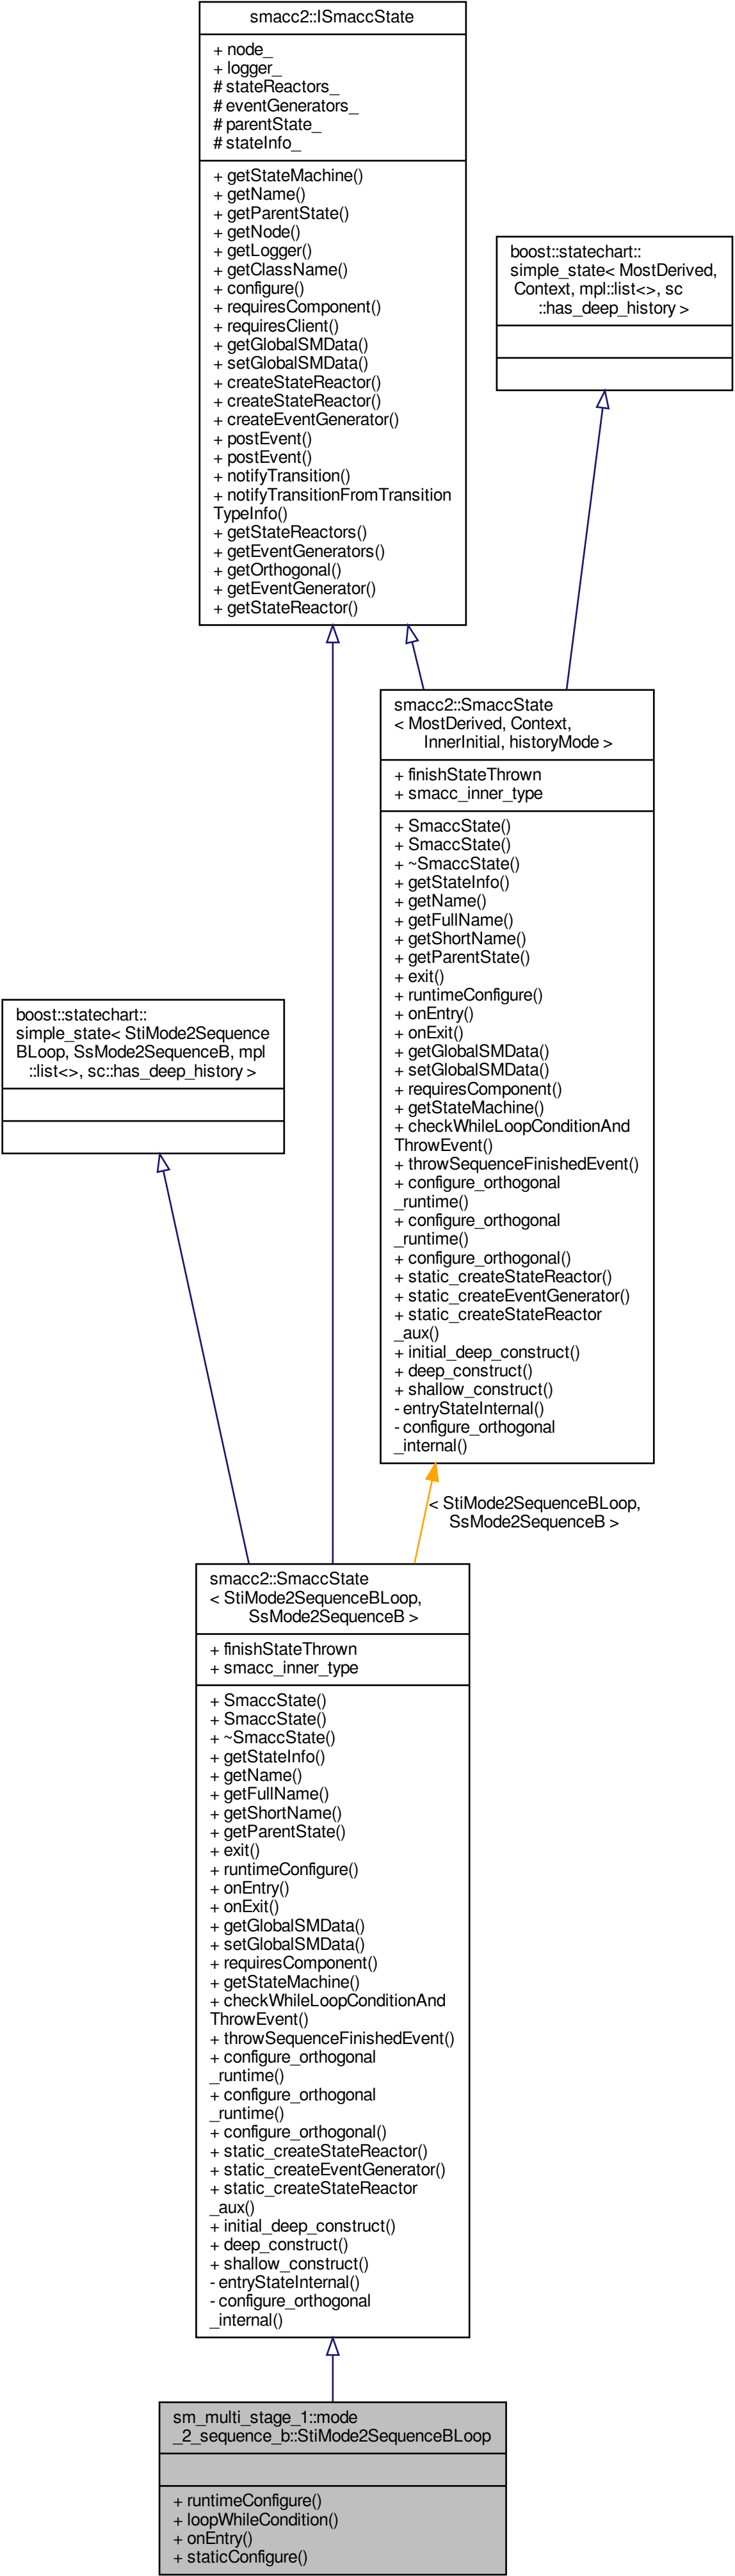 smacc2::ISmaccState
+ node_
+ logger_
# stateReactors_
# eventGenerators_
# parentState_
# stateInfo_
+ getStateMachine()
+ getName()
+ getParentState()
+ getNode()
+ getLogger()
+ getClassName()
+ configure()
+ requiresComponent()
+ requiresClient()
+ getGlobalSMData()
+ setGlobalSMData()
+ createStateReactor()
+ createStateReactor()
+ createEventGenerator()
+ postEvent()
+ postEvent()
+ notifyTransition()
+ notifyTransitionFromTransition
TypeInfo()
+ getStateReactors()
+ getEventGenerators()
+ getOrthogonal()
+ getEventGenerator()
+ getStateReactor()
boost::statechart::
simple_state< MostDerived,
Context, mpl::list<>, sc
::has_deep_history >
smacc2::SmaccState
< MostDerived, Context,
InnerInitial, historyMode >
+ finishStateThrown
+ smacc_inner_type
+ SmaccState()
+ SmaccState()
+ ~SmaccState()
+ getStateInfo()
+ getName()
+ getFullName()
+ getShortName()
+ getParentState()
+ exit()
+ runtimeConfigure()
+ onEntry()
+ onExit()
+ getGlobalSMData()
+ setGlobalSMData()
+ requiresComponent()
+ getStateMachine()
+ checkWhileLoopConditionAnd
ThrowEvent()
+ throwSequenceFinishedEvent()
+ configure_orthogonal
_runtime()
+ configure_orthogonal
_runtime()
+ configure_orthogonal()
+ static_createStateReactor()
+ static_createEventGenerator()
+ static_createStateReactor
_aux()
+ initial_deep_construct()
+ deep_construct()
+ shallow_construct()
- entryStateInternal()
- configure_orthogonal
_internal()
boost::statechart::
simple_state< StiMode2Sequence
BLoop, SsMode2SequenceB, mpl
::list<>, sc::has_deep_history >
< StiMode2SequenceBLoop,
SsMode2SequenceB >
smacc2::SmaccState
< StiMode2SequenceBLoop,
SsMode2SequenceB >
+ finishStateThrown
+ smacc_inner_type
+ SmaccState()
+ SmaccState()
+ ~SmaccState()
+ getStateInfo()
+ getName()
+ getFullName()
+ getShortName()
+ getParentState()
+ exit()
+ runtimeConfigure()
+ onEntry()
+ onExit()
+ getGlobalSMData()
+ setGlobalSMData()
+ requiresComponent()
+ getStateMachine()
+ checkWhileLoopConditionAnd
ThrowEvent()
+ throwSequenceFinishedEvent()
+ configure_orthogonal
_runtime()
+ configure_orthogonal
_runtime()
+ configure_orthogonal()
+ static_createStateReactor()
+ static_createEventGenerator()
+ static_createStateReactor
_aux()
+ initial_deep_construct()
+ deep_construct()
+ shallow_construct()
- entryStateInternal()
- configure_orthogonal
_internal()
sm_multi_stage_1::mode
_2_sequence_b::StiMode2SequenceBLoop
+ runtimeConfigure()
+ loopWhileCondition()
+ onEntry()
+ staticConfigure()